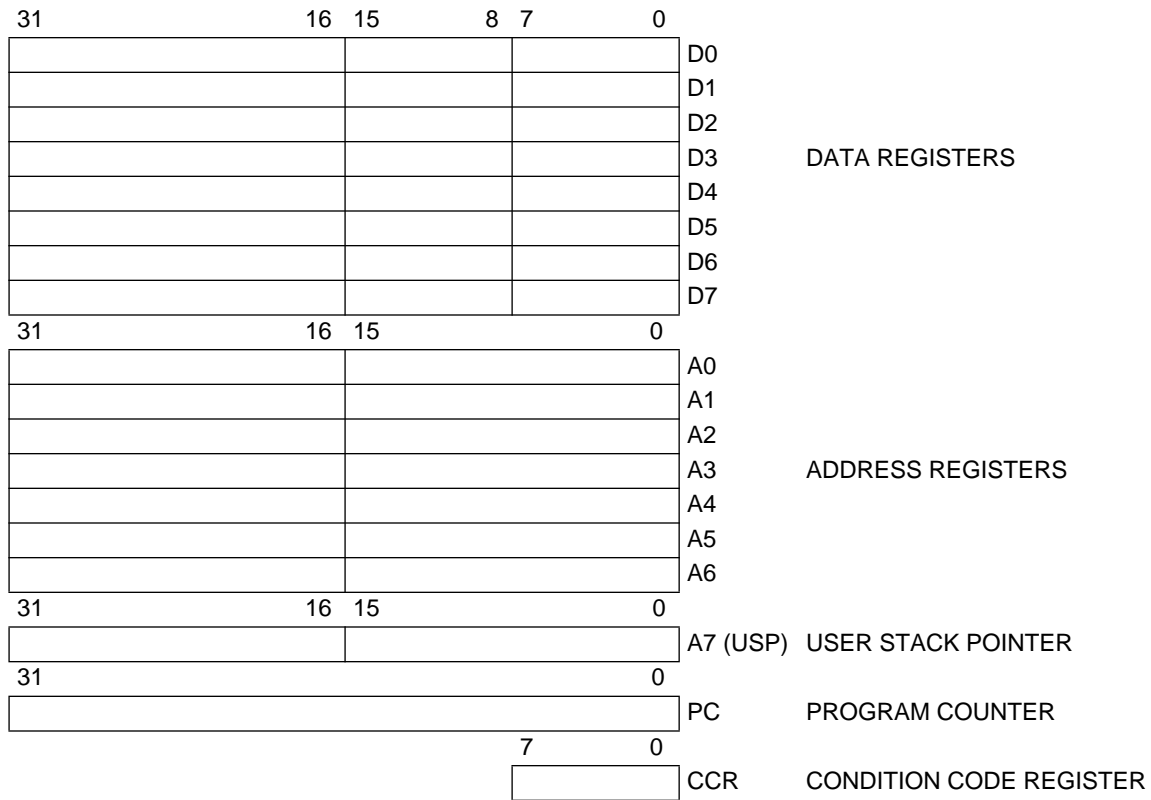 31 16 15 8 7 0
D0
D1
D2
D3 DATA REGISTERS
D4
D5
D6
D7
31 16 15 0
A0
A1
A2
A3 ADDRESS REGISTERS
A4
A5
A6
31 16 15 0
A7 (USP) USER STACK POINTER
31 0
PC PROGRAM COUNTER
7 0
CCR CONDITION CODE REGISTER